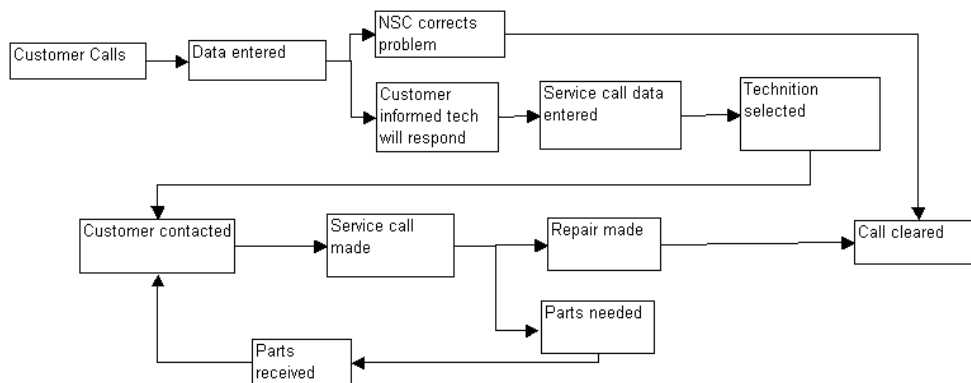 Customer Calls
Data entered
NSC corrects
problem
Customer
informed tech
will respond
Service call data
entered
Technition
selected
Customer contacted
Service call
made
Repair made
Call cleared
Parts needed
Parts
received